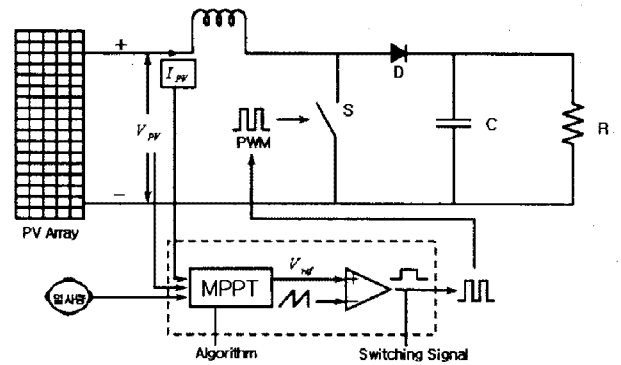 +
I_PV
D
S
V_PV
PWM
C
R
−
PV Array
MPPT
V_ref
+
−
일사량
Algorithm
Switching Signal